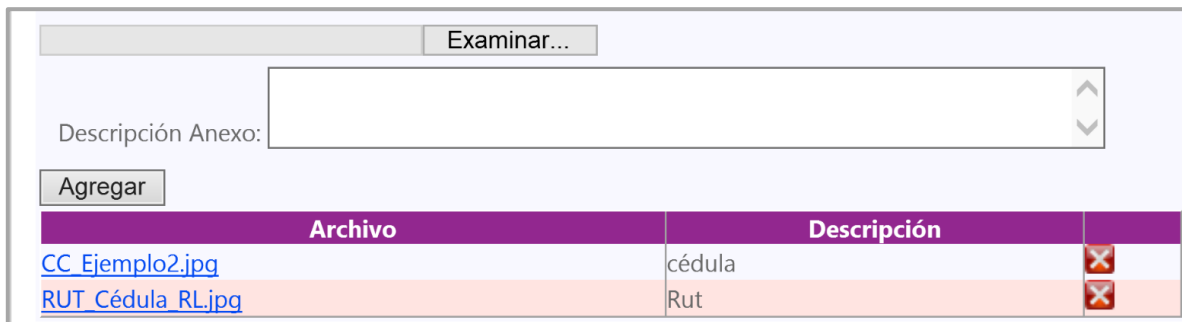 Examinar...
Descripción Anexo:
Agregar
Archivo Descripción
CC_Ejemplo2.jpg cédula
RUT_Cédula_RL.jpg Rut